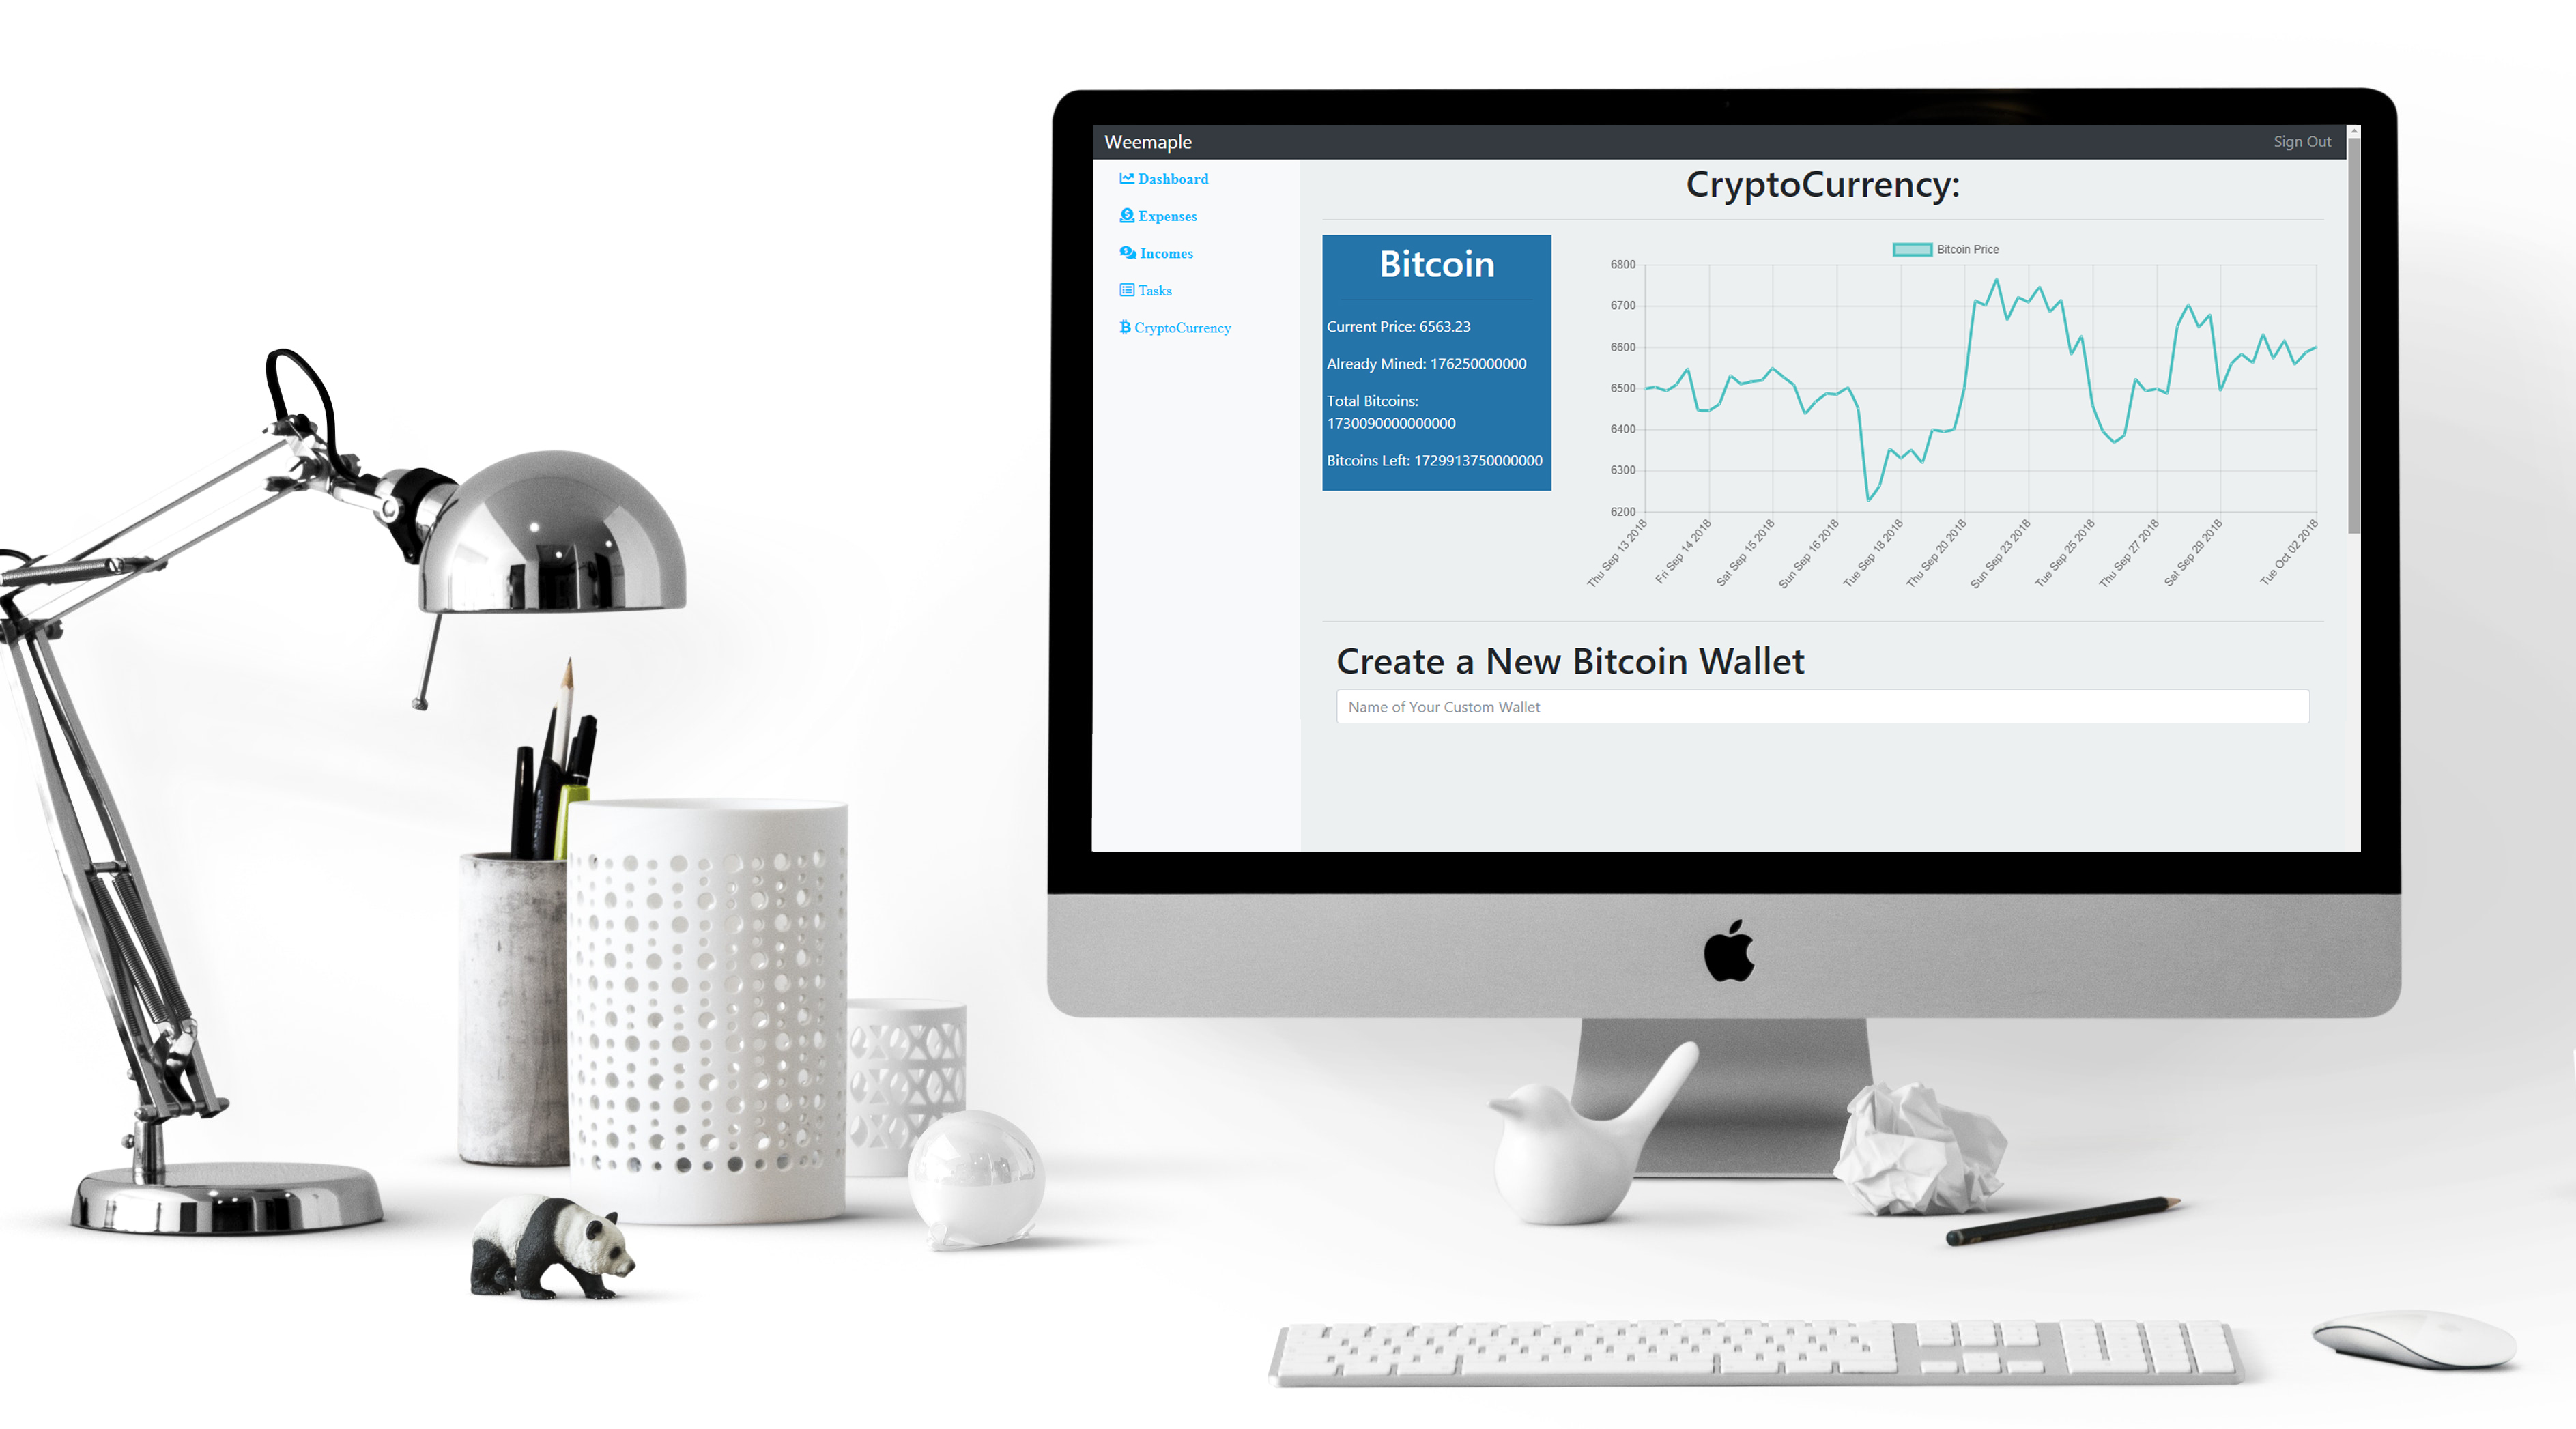 Weemaple
Sign Out
Dashboard
Expenses
Incomes
Tasks
CryptoCurrency
CryptoCurrency:
Bitcoin
Current Price: 6563.23
Already Mined: 176250000000
Total Bitcoins:
1730090000000000
Bitcoins Left: 1729913750000000
Bitcoin Price
6800
6700
6600
6500
6400
6300
6200
Thu Sep 13 2018
Fri Sep 14 2018
Sat Sep 15 2018
Sun Sep 16 2018
Tue Sep 18 2018
Thu Sep 20 2018
Sun Sep 23 2018
Tue Sep 25 2018
Thu Sep 27 2018
Sat Sep 29 2018
Tue Oct 02 2018
Create a New Bitcoin Wallet
Name of Your Custom Wallet